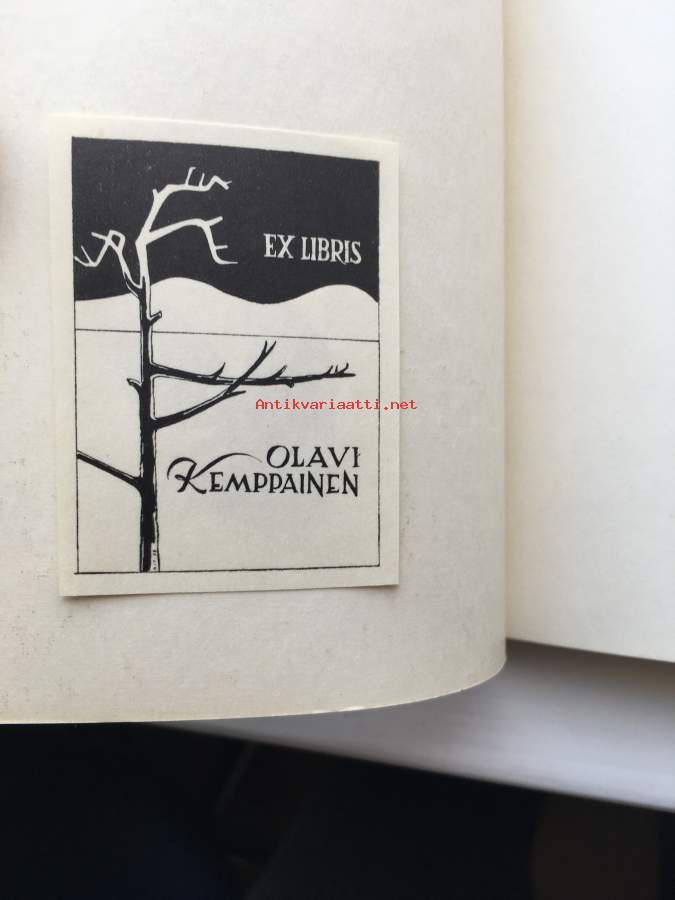 EX LIBRIS
Antikvariaatti.net
OLAVI
KEMPPAINEN